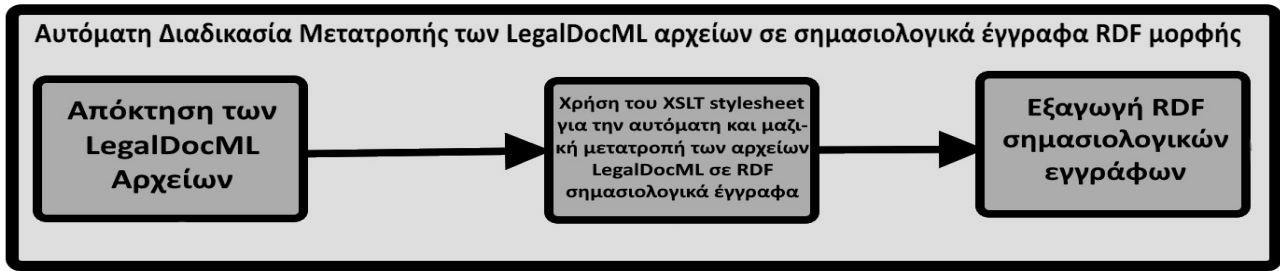 Αυτόματη Διαδικασία Μετατροπής των LegalDocML αρχείων σε σημασιολογικά έγγραφα RDF μορφής
Απόκτηση των
LegalDocML
Αρχείων
Χρήση του XSLT stylesheet
για την αυτόματη και μαζι-
κή μετατροπή των αρχείων
LegalDocML σε RDF
σημασιολογικά έγγραφα
Εξαγωγή RDF
σημασιολογικών
εγγράφων